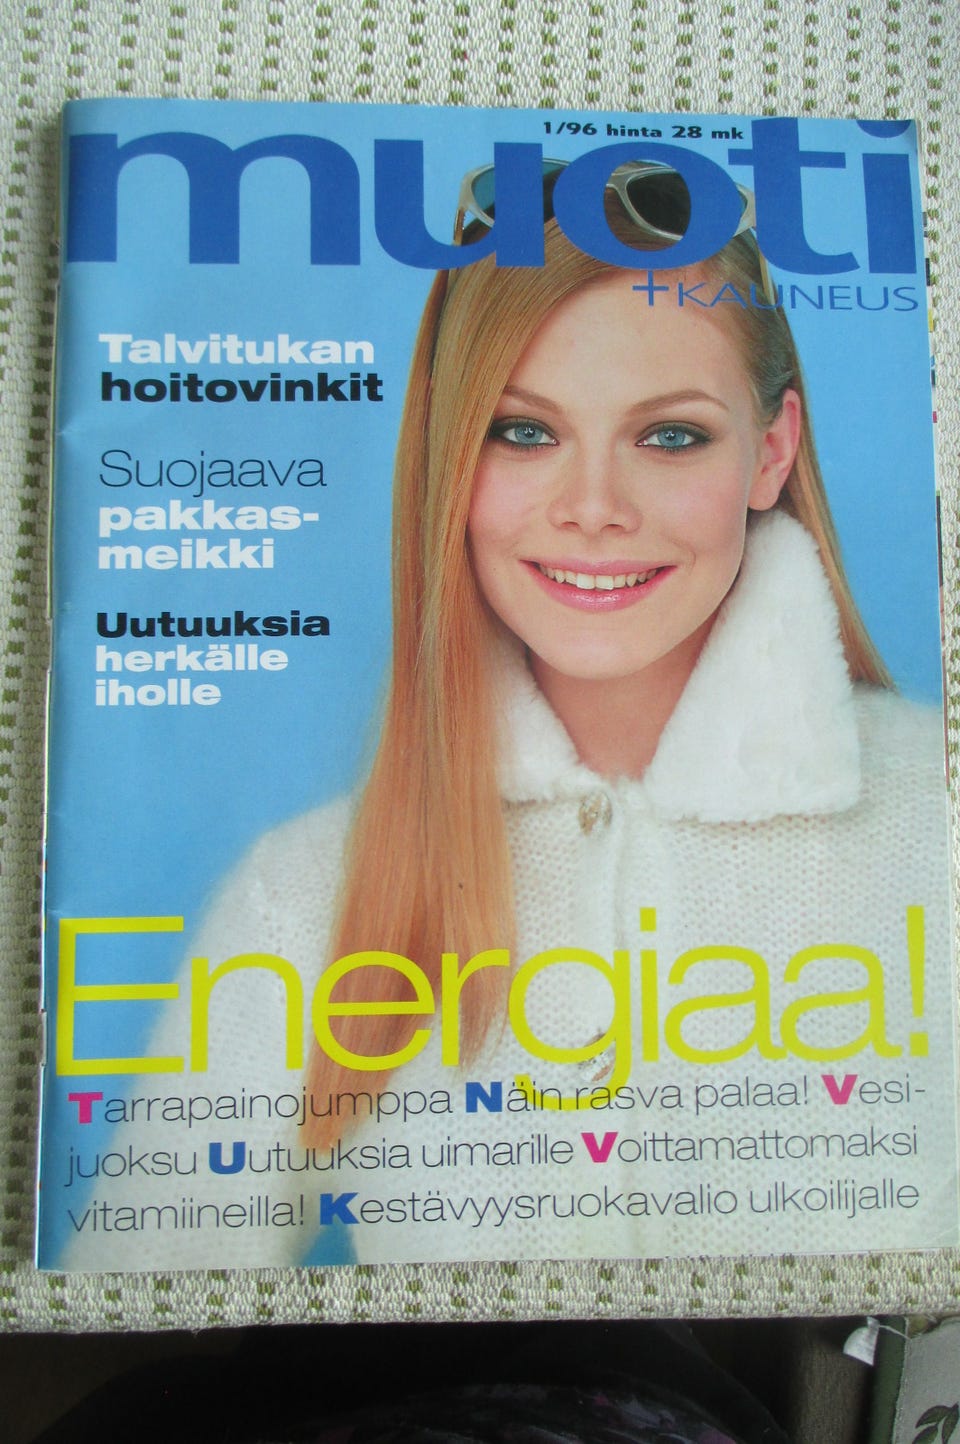 1/96 hinta 28 mk
muoti
+KAUNEUS
Talvitukan
hoitovinkit
Suojaava
pakkas-
meikki
Uutuuksia
herkälle
iholle
Energiaa!
Tarrapainojumppa Näin rasva palaa! Vesi-
juoksu Uutuuksia uimarille Voittamattomaksi
vitamiineilla! Kestävyysruokavalio ulkoilijalle